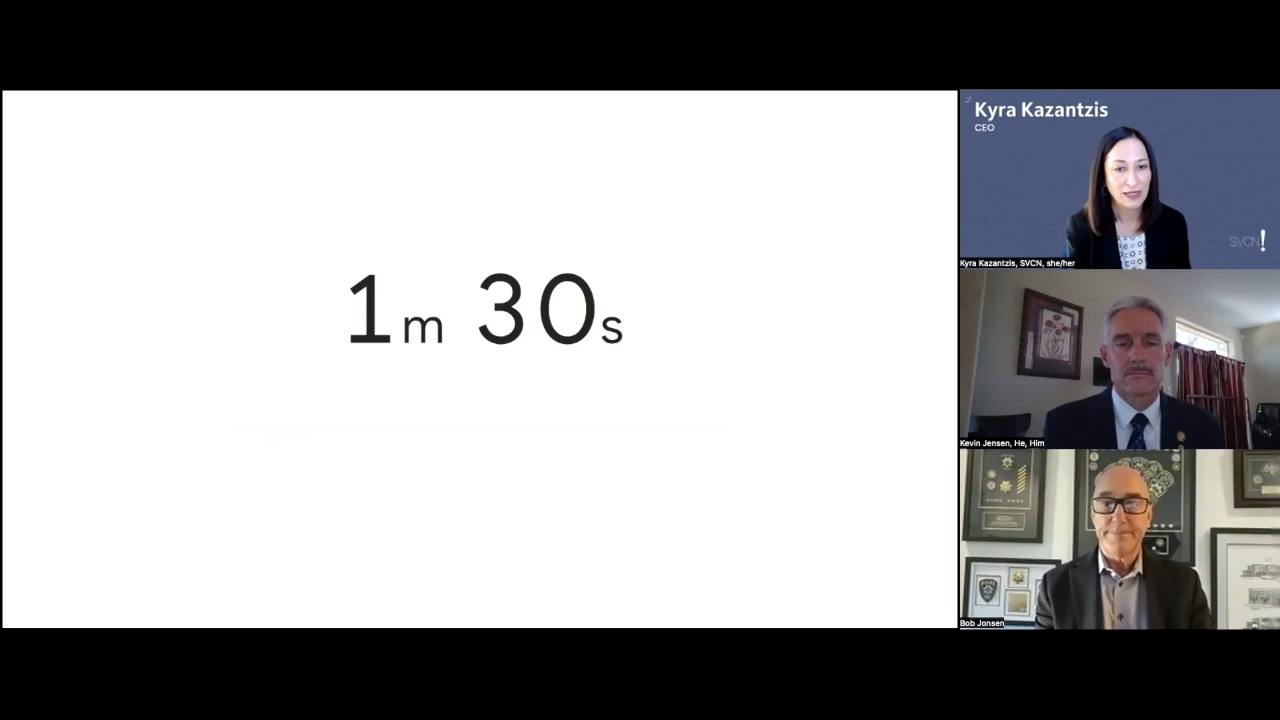 1m 30s
Kyra Kazantzis
CEO
SVCN!
Kyra Kazantzis, SVCN, she/her
Kevin Jensen, He, Him
Bob Jonsen